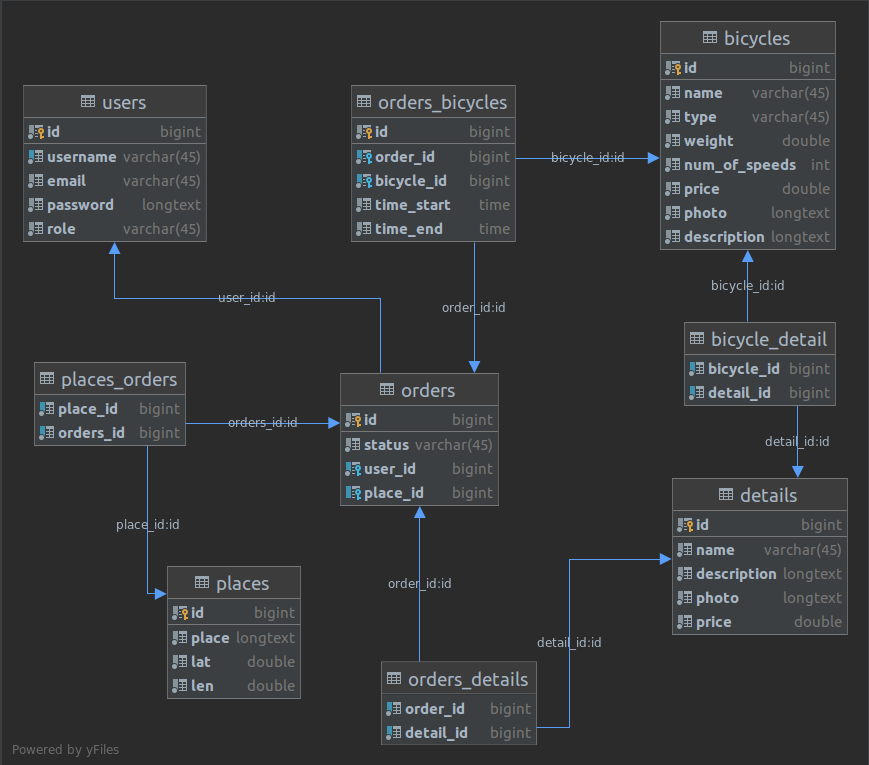 bicycles
id bigint
name varchar(45)
type varchar(45)
weight double
num_of_speeds int
price double
photo longtext
description longtext
users
id bigint
username varchar(45)
email varchar(45)
password longtext
role varchar(45)
orders_bicycles
id bigint
order_id bigint
bicycle_id bigint
time_start time
time_end time
bicycle_id:id
user_id:id
order_id:id
bicycle_id:id
bicycle_detail
bicycle_id bigint
detail_id bigint
places_orders
place_id bigint
orders_id bigint
orders_id:id
orders
id bigint
status varchar(45)
user_id bigint
place_id bigint
detail_id:id
details
id bigint
name varchar(45)
description longtext
photo longtext
price double
place_id:id
places
id bigint
place longtext
lat double
len double
order_id:id
detail_id:id
orders_details
order_id bigint
detail_id bigint
Powered by yFiles